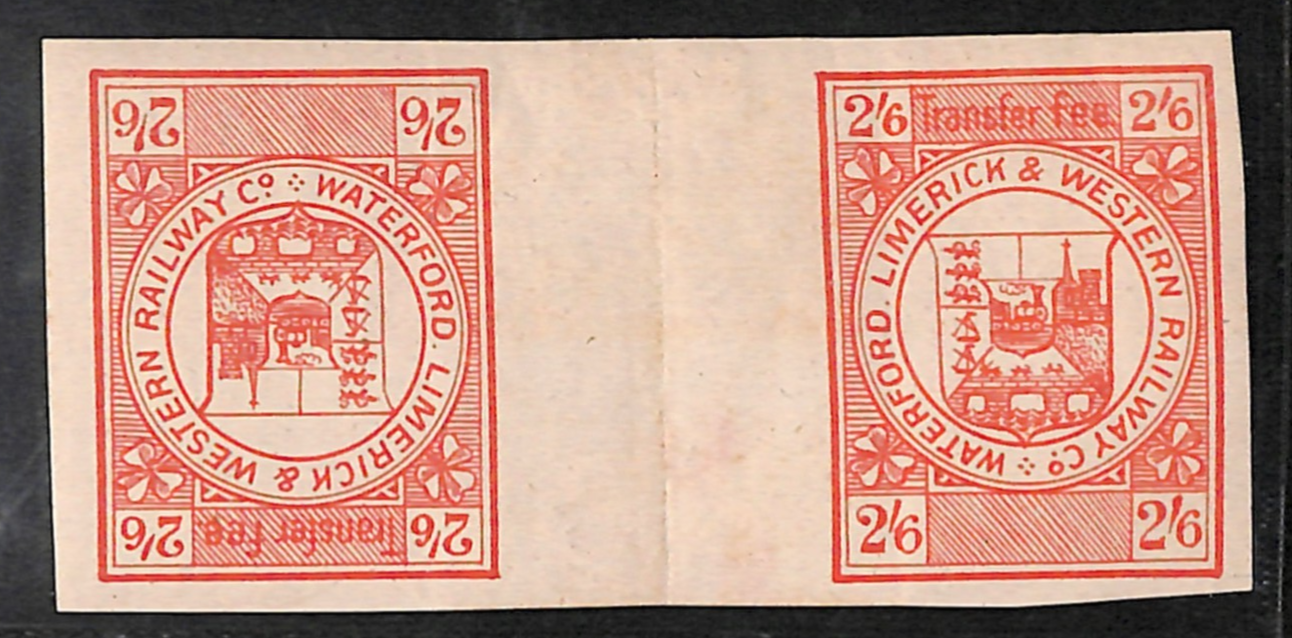 2/6 2/6
WATERFORD. LIMERICK & WESTERN RAILWAY Cº
Transfer Fee.
2/6 2/6
2/6 Transfer Fee. 2/6
WATERFORD. LIMERICK & WESTERN RAILWAY Cº
2/6 2/6